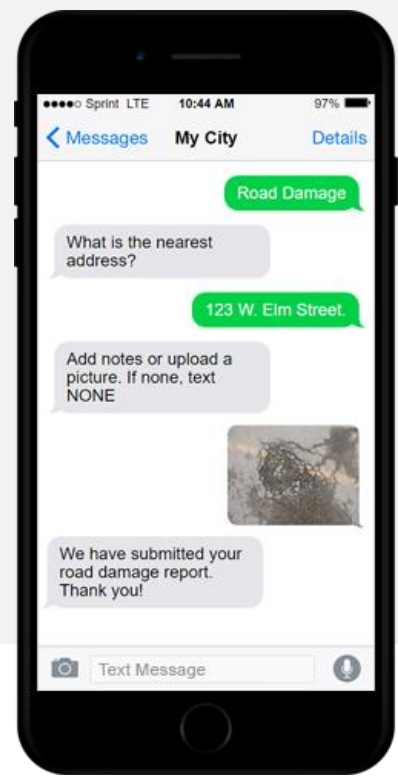 Sprint LTE 10:44 AM 97%
Messages My City Details
Road Damage
What is the nearest
address?
123 W. Elm Street.
Add notes or upload a
picture. If none, text
NONE
We have submitted your
road damage report.
Thank you!
Text Message